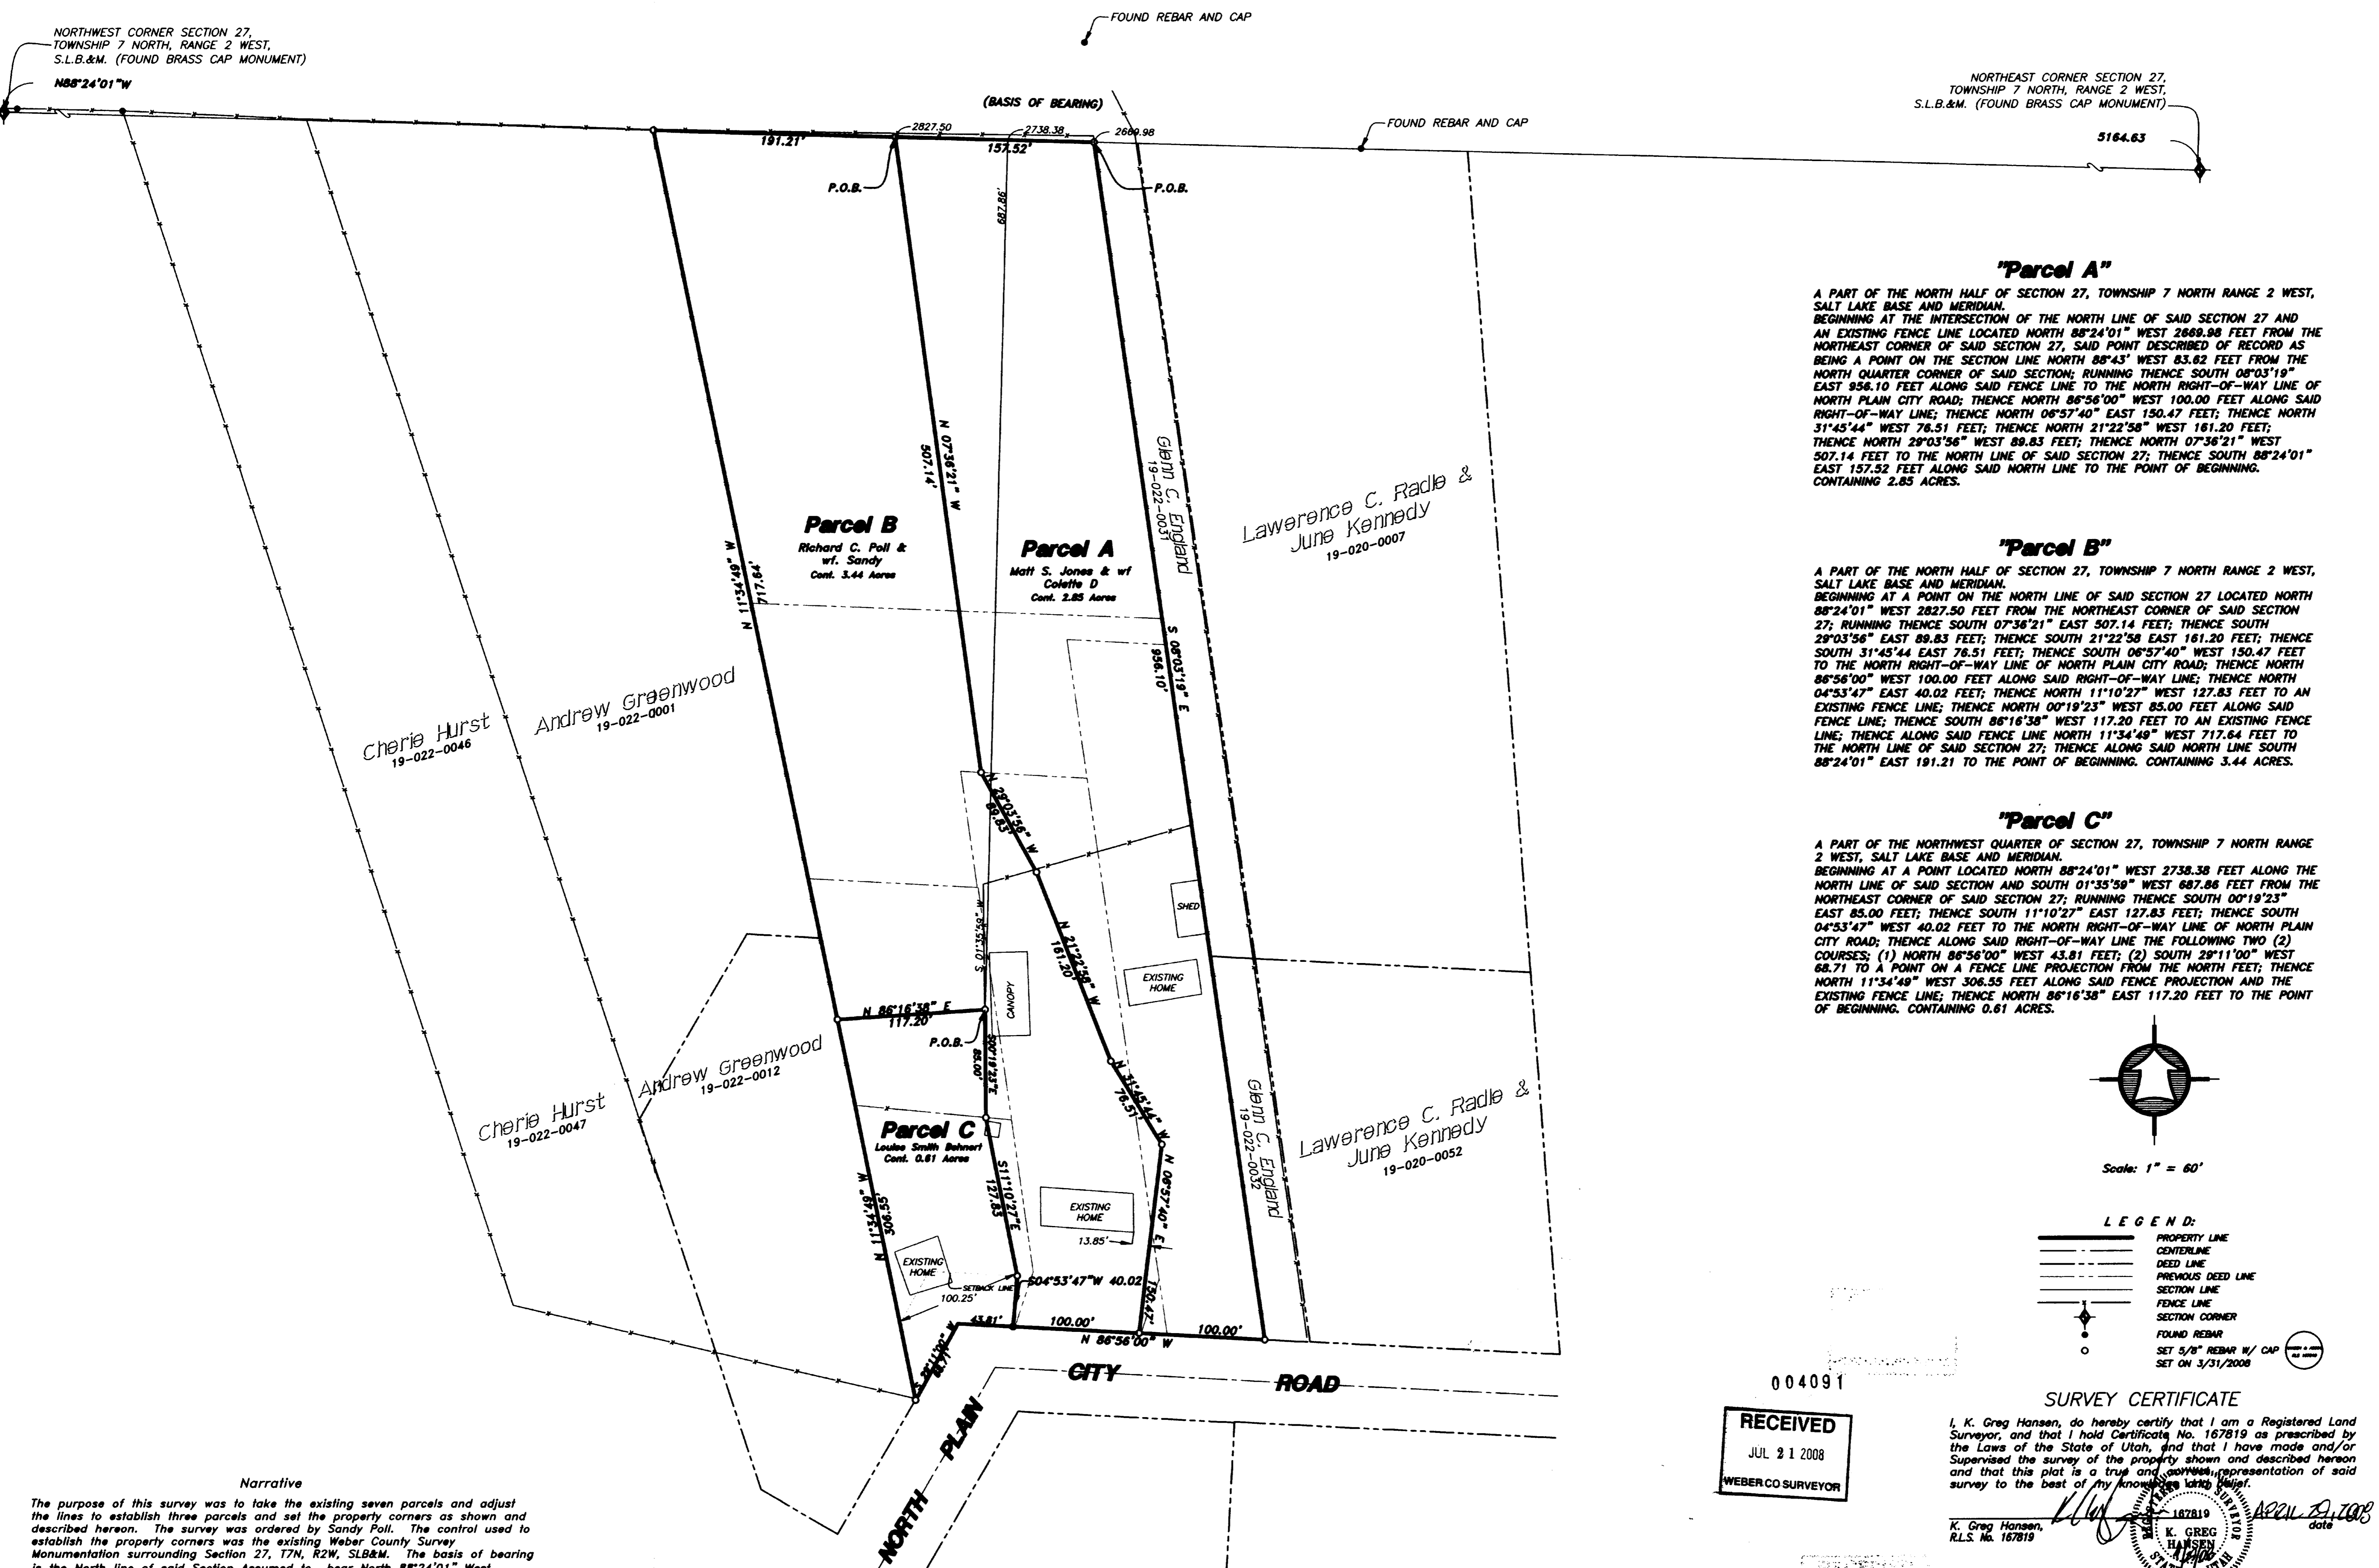 FOUND REBAR AND CAP
NORTHWEST CORNER SECTION 27,
TOWNSHIP 7 NORTH, RANGE 2 WEST,
S.L.B.&M. (FOUND BRASS CAP MONUMENT)
N88°24'01"W
(BASIS OF BEARING)
NORTHEAST CORNER SECTION 27,
TOWNSHIP 7 NORTH, RANGE 2 WEST,
S.L.B.&M. (FOUND BRASS CAP MONUMENT)
5164.63
FOUND REBAR AND CAP
2827.50
2738.38
2669.98
191.21'
157.52'
P.O.B.
P.O.B.
687.86'
N 07°36'21" W
507.14'
Parcel B
Richard C. Poll &
wf. Sandy
Cont. 3.44 Acres
Parcel A
Matt S. Jones & wf
Colette D
Cont. 2.85 Acres
Glenn C. England
19-022-0031
Lawerence C. Radle &
June Kennedy
19-020-0007
N 11°34'49" W
717.64'
S 08°03'19" E
956.10'
Cherie Hurst
19-022-0046
Andrew Greenwood
19-022-0001
N 29°03'56" W
89.83'
S 01°35'59" W
SHED
N 21°22'58" W
161.20'
CANOPY
EXISTING
HOME
N 86°16'38" E
117.20'
P.O.B.
S00°19'23"E
85.00'
N 31°45'44" W
76.51'
Cherie Hurst
19-022-0047
Andrew Greenwood
19-022-0012
Parcel C
Louise Smith Behnert
Cont. 0.61 Acres
Glenn C. England
19-022-0032
Lawerence C. Radle &
June Kennedy
19-020-0052
N 11°34'49" W
306.55'
S11°10'27"E
127.83
EXISTING
HOME
13.85'
N 06°57'40" E
150.47'
EXISTING
HOME
SETBACK LINE
100.25'
S04°53'47"W 40.02
43.81'
100.00'
N 86°56'00" W
100.00'
NORTH PLAIN CITY ROAD
"Parcel A"
A PART OF THE NORTH HALF OF SECTION 27, TOWNSHIP 7 NORTH RANGE 2 WEST,
SALT LAKE BASE AND MERIDIAN.
BEGINNING AT THE INTERSECTION OF THE NORTH LINE OF SAID SECTION 27 AND
AN EXISTING FENCE LINE LOCATED NORTH 88°24'01" WEST 2669.98 FEET FROM THE
NORTHEAST CORNER OF SAID SECTION 27, SAID POINT DESCRIBED OF RECORD AS
BEING A POINT ON THE SECTION LINE NORTH 88°43' WEST 83.62 FEET FROM THE
NORTH QUARTER CORNER OF SAID SECTION; RUNNING THENCE SOUTH 08°03'19"
EAST 956.10 FEET ALONG SAID FENCE LINE TO THE NORTH RIGHT-OF-WAY LINE OF
NORTH PLAIN CITY ROAD; THENCE NORTH 86°56'00" WEST 100.00 FEET ALONG SAID
RIGHT-OF-WAY LINE; THENCE NORTH 06°57'40" EAST 150.47 FEET; THENCE NORTH
31°45'44" WEST 76.51 FEET; THENCE NORTH 21°22'58" WEST 161.20 FEET;
THENCE NORTH 29°03'56" WEST 89.83 FEET; THENCE NORTH 07°36'21" WEST
507.14 FEET TO THE NORTH LINE OF SAID SECTION 27; THENCE SOUTH 88°24'01"
EAST 157.52 FEET ALONG SAID NORTH LINE TO THE POINT OF BEGINNING.
CONTAINING 2.85 ACRES.
"Parcel B"
A PART OF THE NORTH HALF OF SECTION 27, TOWNSHIP 7 NORTH RANGE 2 WEST,
SALT LAKE BASE AND MERIDIAN.
BEGINNING AT A POINT ON THE NORTH LINE OF SAID SECTION 27 LOCATED NORTH
88°24'01" WEST 2827.50 FEET FROM THE NORTHEAST CORNER OF SAID SECTION
27; RUNNING THENCE SOUTH 07°36'21" EAST 507.14 FEET; THENCE SOUTH
29°03'56" EAST 89.83 FEET; THENCE SOUTH 21°22'58 EAST 161.20 FEET; THENCE
SOUTH 31°45'44 EAST 76.51 FEET; THENCE SOUTH 06°57'40" WEST 150.47 FEET
TO THE NORTH RIGHT-OF-WAY LINE OF NORTH PLAIN CITY ROAD; THENCE NORTH
86°56'00" WEST 100.00 FEET ALONG SAID RIGHT-OF-WAY LINE; THENCE NORTH
04°53'47" EAST 40.02 FEET; THENCE NORTH 11°10'27" WEST 127.83 FEET TO AN
EXISTING FENCE LINE; THENCE NORTH 00°19'23" WEST 85.00 FEET ALONG SAID
FENCE LINE; THENCE SOUTH 86°16'38" WEST 117.20 FEET TO AN EXISTING FENCE
LINE; THENCE ALONG SAID FENCE LINE NORTH 11°34'49" WEST 717.64 FEET TO
THE NORTH LINE OF SAID SECTION 27; THENCE ALONG SAID NORTH LINE SOUTH
88°24'01" EAST 191.21 TO THE POINT OF BEGINNING. CONTAINING 3.44 ACRES.
"Parcel C"
A PART OF THE NORTHWEST QUARTER OF SECTION 27, TOWNSHIP 7 NORTH RANGE
2 WEST, SALT LAKE BASE AND MERIDIAN.
BEGINNING AT A POINT LOCATED NORTH 88°24'01" WEST 2738.38 FEET ALONG THE
NORTH LINE OF SAID SECTION AND SOUTH 01°35'59" WEST 687.86 FEET FROM THE
NORTHEAST CORNER OF SAID SECTION 27; RUNNING THENCE SOUTH 00°19'23"
EAST 85.00 FEET; THENCE SOUTH 11°10'27" EAST 127.83 FEET; THENCE SOUTH
04°53'47" WEST 40.02 FEET TO THE NORTH RIGHT-OF-WAY LINE OF NORTH PLAIN
CITY ROAD; THENCE ALONG SAID RIGHT-OF-WAY LINE THE FOLLOWING TWO (2)
COURSES; (1) NORTH 86°56'00" WEST 43.81 FEET; (2) SOUTH 29°11'00" WEST
68.71 TO A POINT ON A FENCE LINE PROJECTION FROM THE NORTH FEET; THENCE
NORTH 11°34'49" WEST 306.55 FEET ALONG SAID FENCE PROJECTION AND THE
EXISTING FENCE LINE; THENCE NORTH 86°16'38" EAST 117.20 FEET TO THE POINT
OF BEGINNING. CONTAINING 0.61 ACRES.
Scale: 1" = 60'
LEGEND:
PROPERTY LINE
CENTERLINE
DEED LINE
PREVIOUS DEED LINE
SECTION LINE
FENCE LINE
SECTION CORNER
FOUND REBAR
SET 5/8" REBAR W/ CAP
SET ON 3/31/2008
004091
RECEIVED
JUL 21 2008
WEBER CO SURVEYOR
SURVEY CERTIFICATE
I, K. Greg Hansen, do hereby certify that I am a Registered Land
Surveyor, and that I hold Certificate No. 167819 as prescribed by
the Laws of the State of Utah, and that I have made and/or
Supervised the survey of the property shown and described hereon
and that this plat is a true and correct representation of said
survey to the best of my knowledge and belief.
K. Greg Hansen,
R.L.S. No. 167819
REGISTERED LAND SURVEYOR
167819
K. GREG
HANSEN
APRIL 29, 2008
date
Narrative
The purpose of this survey was to take the existing seven parcels and adjust
the lines to establish three parcels and set the property corners as shown and
described hereon. The survey was ordered by Sandy Poll. The control used to
establish the property corners was the existing Weber County Survey
Monumentation surrounding Section 27, T7N, R2W, SLB&M. The basis of bearing
is the North line of said Section Assumed to bear North 88°24'01" West